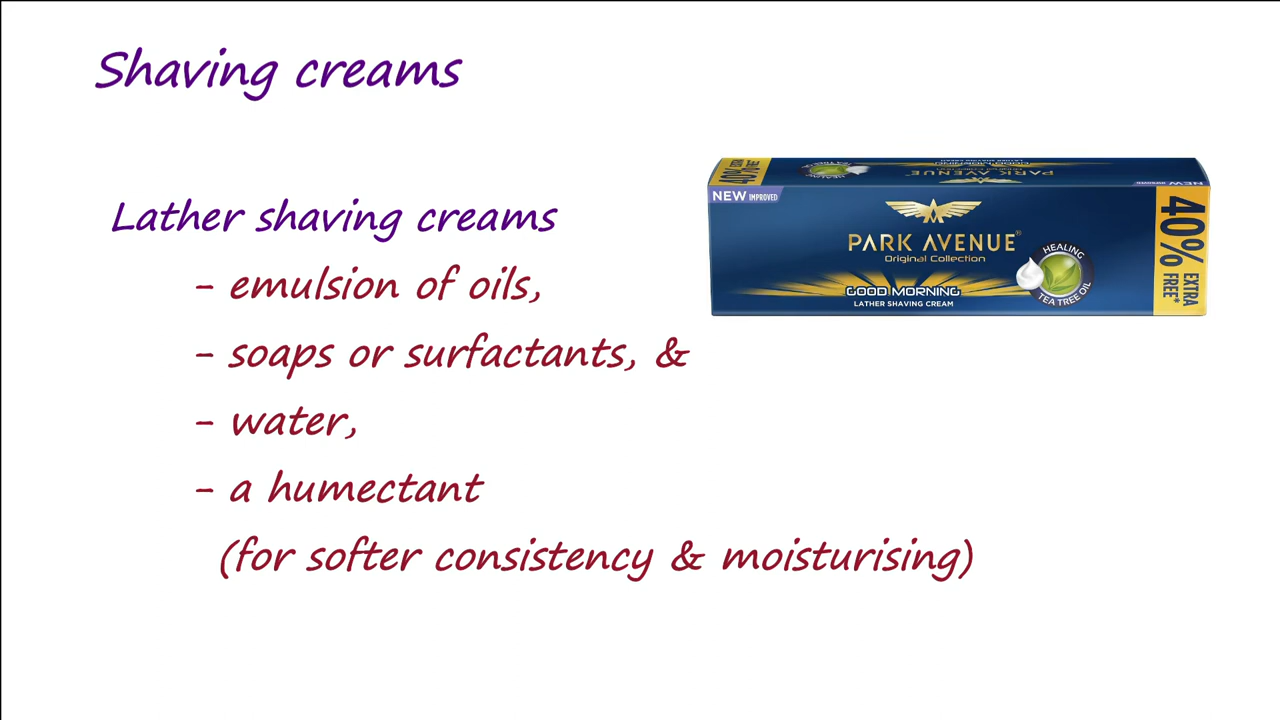 Shaving creams
Lather shaving creams
– emulsion of oils,
– soaps or surfactants, &
– water,
– a humectant
(for softer consistency & moisturising)
NEW IMPROVED
PARK AVENUE®
Original Collection
GOOD MORNING
LATHER SHAVING CREAM
HEALING
TEA TREE OIL
40% EXTRA FREE*